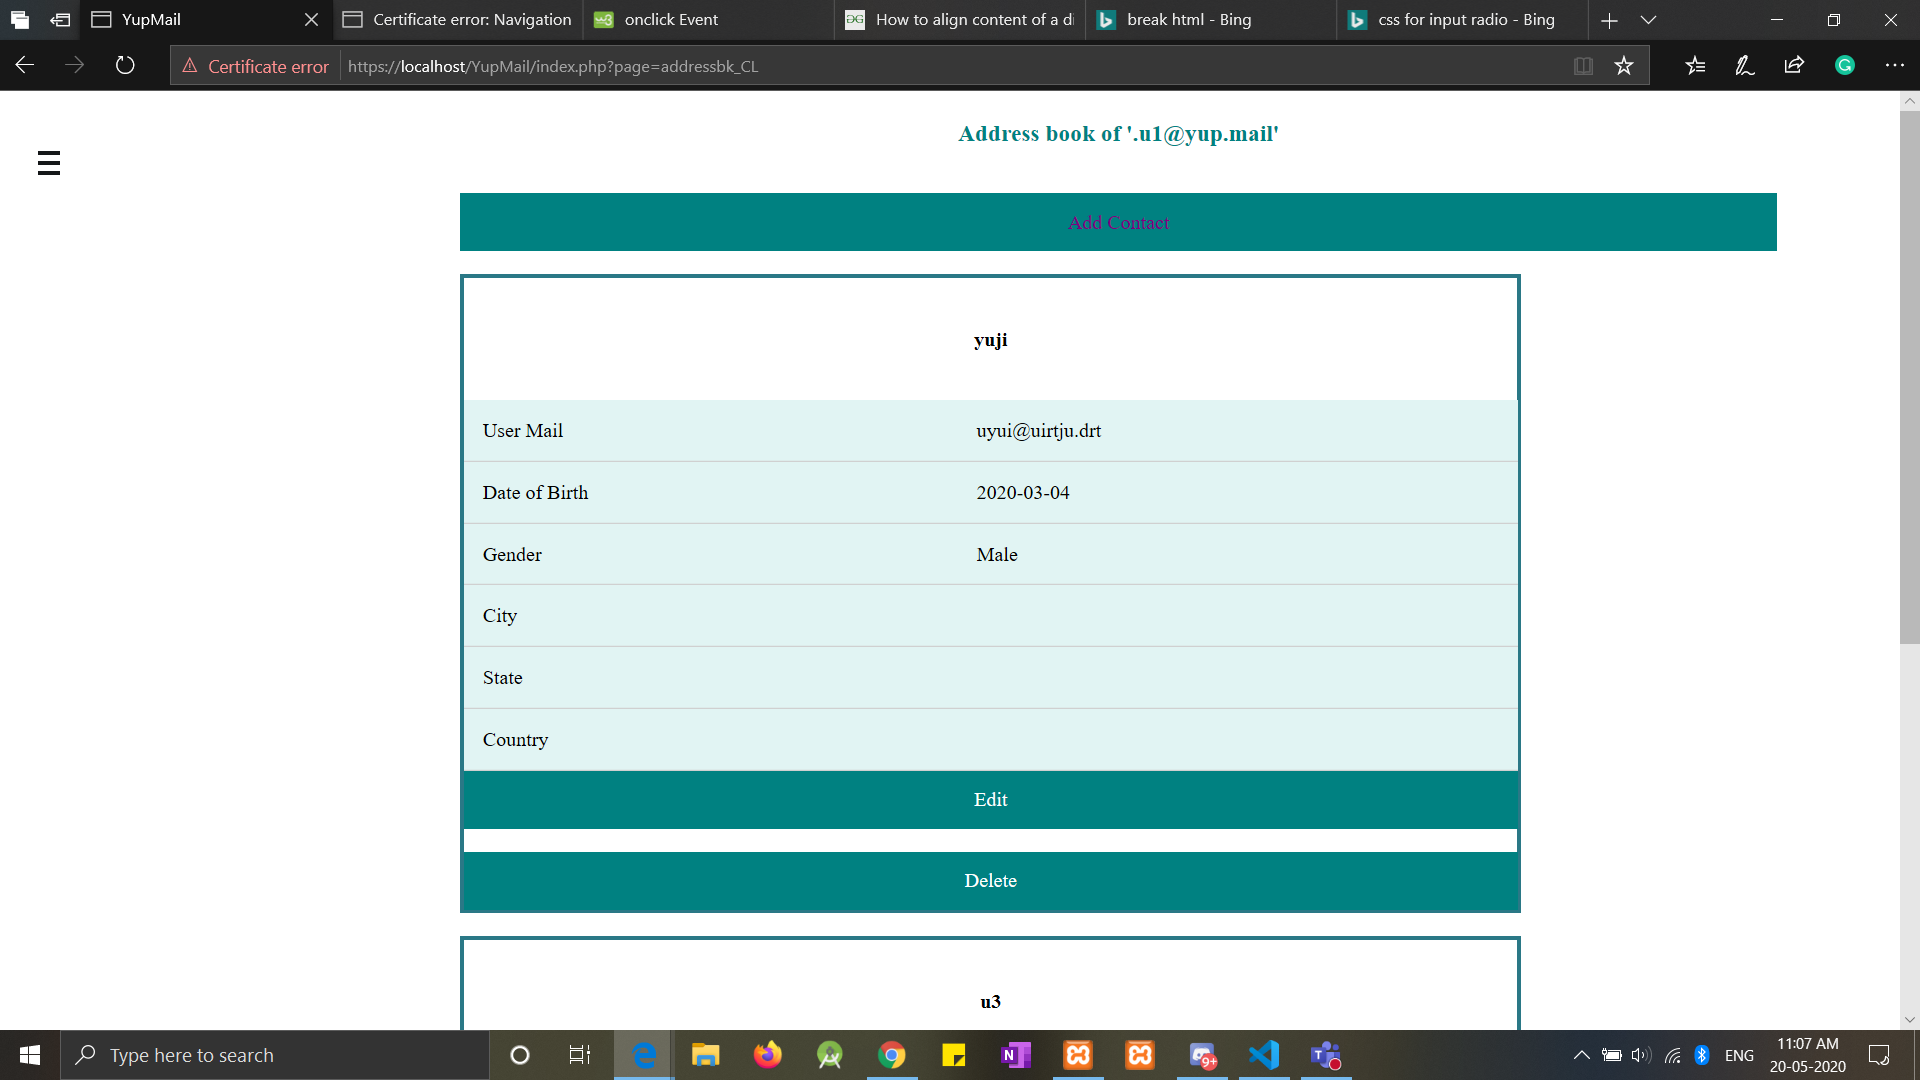 YupMail
Certificate error: Navigation
onclick Event
How to align content of a di
break html - Bing
css for input radio - Bing
Certificate error
https://localhost/YupMail/index.php?page=addressbk_CL
Address book of '.u1@yup.mail'
Add Contact
yuji
User Mail uyui@uirtju.drt
Date of Birth 2020-03-04
Gender Male
City
State
Country
Edit
Delete
u3
Type here to search
ENG
11:07 AM
20-05-2020